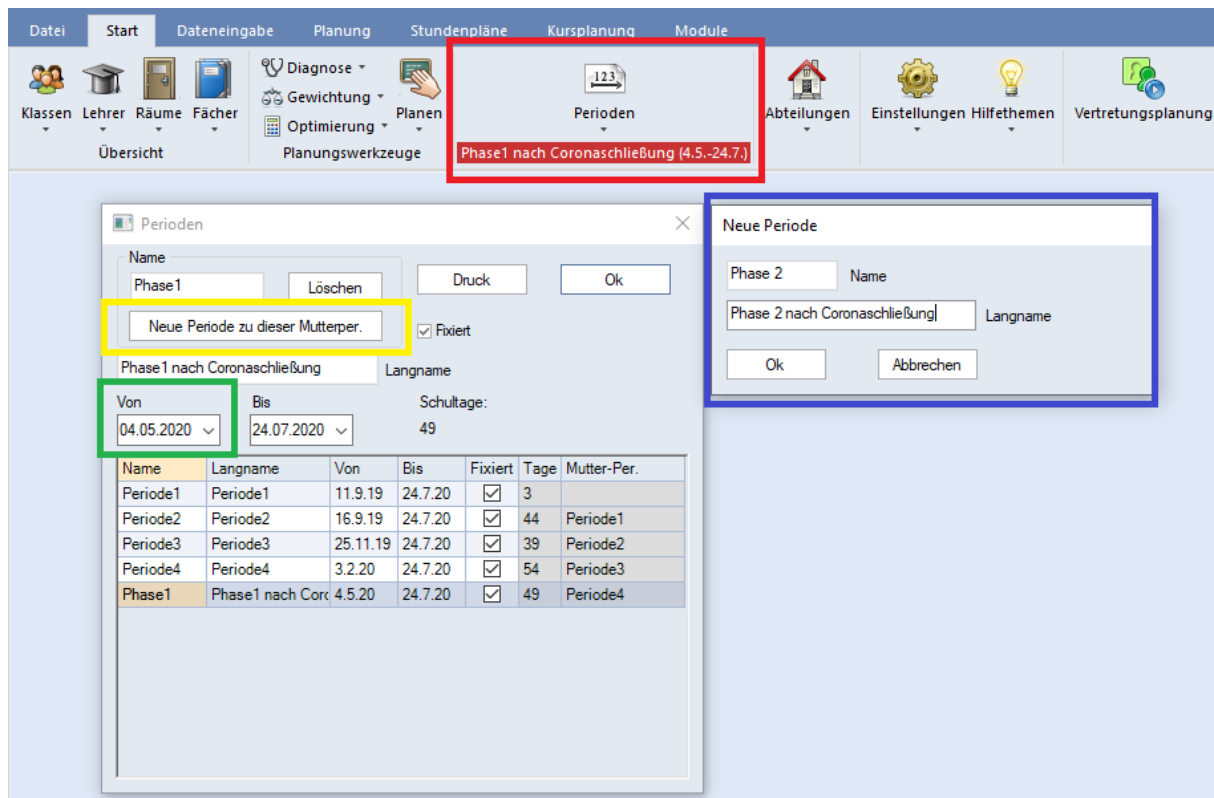 Datei Start Dateneingabe Planung Stundenpläne Kursplanung Module
Klassen Lehrer Räume Fächer
Übersicht
Diagnose
Gewichtung
Optimierung
Planen
Planungswerkzeuge
123
Perioden
Phase1 nach Coronaschließung (4.5.-24.7.)
Abteilungen
Einstellungen Hilfethemen
Vertretungsplanung
Perioden
Name
Phase1 Löschen Druck Ok
Neue Periode zu dieser Mutterper. Fixiert
Phase1 nach Coronaschließung Langname
Von Bis Schultage:
04.05.2020 24.07.2020 49
Name Langname Von Bis Fixiert Tage Mutter-Per.
Periode1 Periode1 11.9.19 24.7.20 3
Periode2 Periode2 16.9.19 24.7.20 44 Periode1
Periode3 Periode3 25.11.19 24.7.20 39 Periode2
Periode4 Periode4 3.2.20 24.7.20 54 Periode3
Phase1 Phase1 nach Corc 4.5.20 24.7.20 49 Periode4
Neue Periode
Phase 2 Name
Phase 2 nach Coronaschließung Langname
Ok Abbrechen